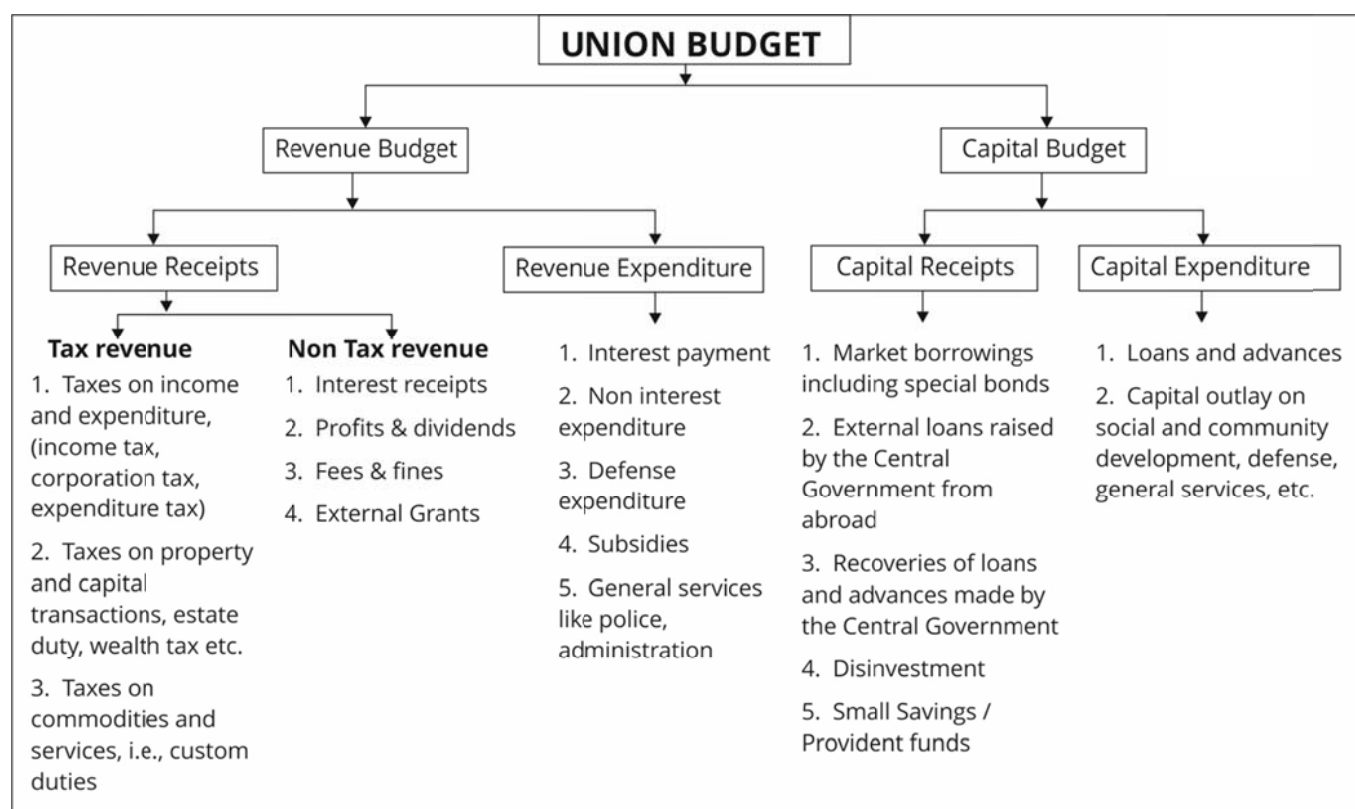 UNION BUDGET
Revenue Budget
Capital Budget
Revenue Receipts
Revenue Expenditure
Capital Receipts
Capital Expenditure
Tax revenue
1. Taxes on income
and expenditure,
(income tax,
corporation tax,
expenditure tax)
2. Taxes on property
and capital
transactions, estate
duty, wealth tax etc.
3. Taxes on
commodities and
services, i.e., custom
duties
Non Tax revenue
1. Interest receipts
2. Profits & dividends
3. Fees & fines
4. External Grants
1. Interest payment
2. Non interest
expenditure
3. Defense
expenditure
4. Subsidies
5. General services
like police,
administration
1. Market borrowings
including special bonds
2. External loans raised
by the Central
Government from
abroad
3. Recoveries of loans
and advances made by
the Central Government
4. Disinvestment
5. Small Savings /
Provident funds
1. Loans and advances
2. Capital outlay on
social and community
development, defense,
general services, etc.